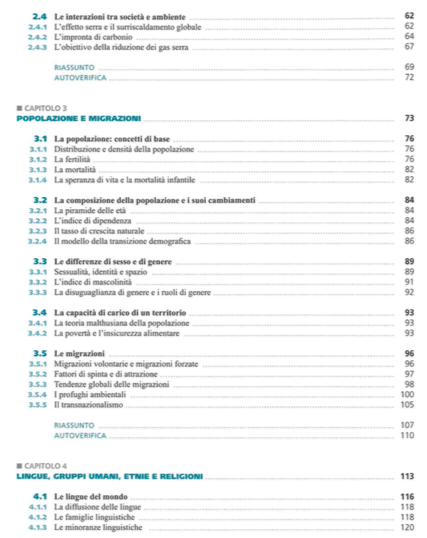 2.4 Le interazioni tra società e ambiente 62
2.4.1 L'effetto serra e il surriscaldamento globale 62
2.4.2 L'impronta di carbonio 64
2.4.3 L'obiettivo della riduzione dei gas serra 67
RIASSUNTO 69
AUTOVERIFICA 72
CAPITOLO 3
POPOLAZIONE E MIGRAZIONI 73
3.1 La popolazione: concetti di base 76
3.1.1 Distribuzione e densità della popolazione 76
3.1.2 La fertilità 76
3.1.3 La mortalità 82
3.1.4 La speranza di vita e la mortalità infantile 82
3.2 La composizione della popolazione e i suoi cambiamenti 84
3.2.1 La piramide delle età 84
3.2.2 L'indice di dipendenza 84
3.2.3 Il tasso di crescita naturale 86
3.2.4 Il modello della transizione demografica 86
3.3 Le differenze di sesso e di genere 89
3.3.1 Sessualità, identità e spazio 89
3.3.2 L'indice di mascolinità 91
3.3.3 La disuguaglianza di genere e i ruoli di genere 92
3.4 La capacità di carico di un territorio 93
3.4.1 La teoria malthusiana della popolazione 93
3.4.2 La povertà e l'insicurezza alimentare 93
3.5 Le migrazioni 96
3.5.1 Migrazioni volontarie e migrazioni forzate 96
3.5.2 Fattori di spinta e di attrazione 97
3.5.3 Tendenze globali delle migrazioni 98
3.5.4 I profughi ambientali 100
3.5.5 Il transnazionalismo 105
RIASSUNTO 107
AUTOVERIFICA 110
CAPITOLO 4
LINGUE, GRUPPI UMANI, ETNIE E RELIGIONI 113
4.1 Le lingue del mondo 116
4.1.1 La diffusione delle lingue 118
4.1.2 Le famiglie linguistiche 118
4.1.3 Le minoranze linguistiche 120